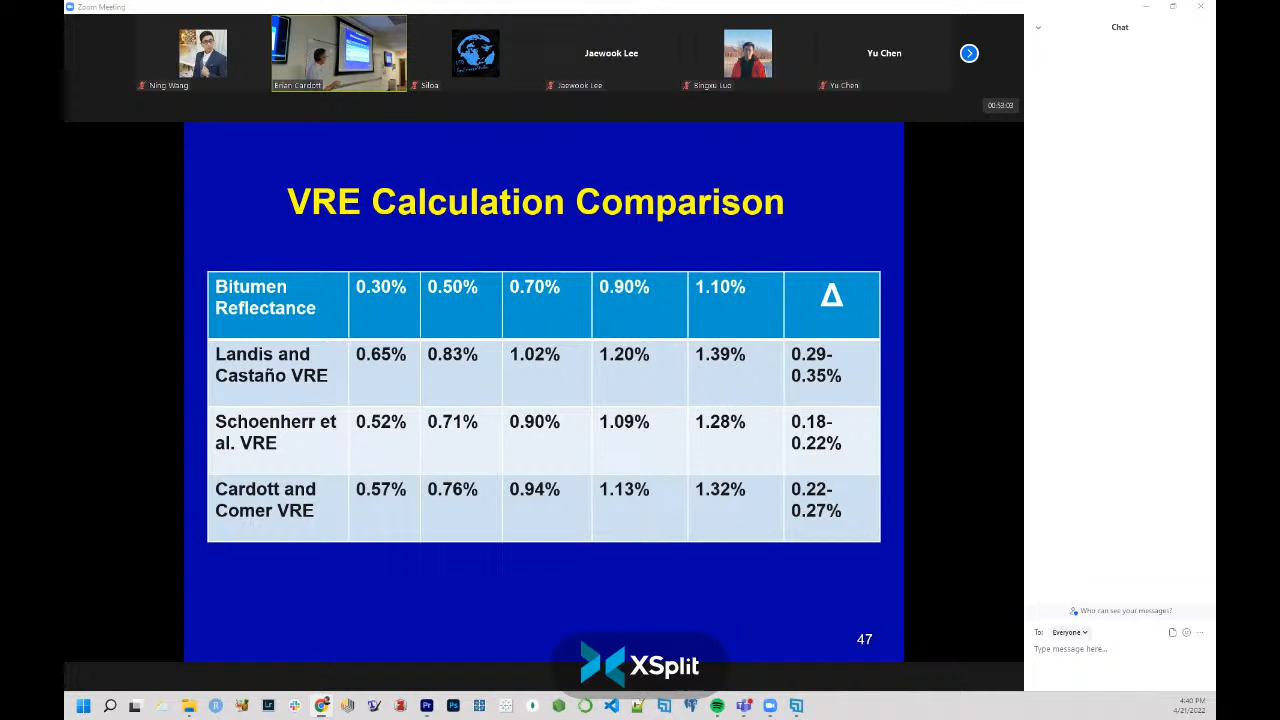 Zoom Meeting
Chat
Jaewook Lee
Yu Chen
Ning Wang
Brian Cardott
Siloa
Jaewook Lee
Bingxu Luo
Yu Chen
00:53:03
VRE Calculation Comparison
Bitumen Reflectance 0.30% 0.50% 0.70% 0.90% 1.10% Δ
Landis and Castaño VRE 0.65% 0.83% 1.02% 1.20% 1.39% 0.29-0.35%
Schoenherr et al. VRE 0.52% 0.71% 0.90% 1.09% 1.28% 0.18-0.22%
Cardott and Comer VRE 0.57% 0.76% 0.94% 1.13% 1.32% 0.22-0.27%
47
XSplit
Who can see your messages?
To: Everyone
Type message here...
4:40 PM
4/21/2022